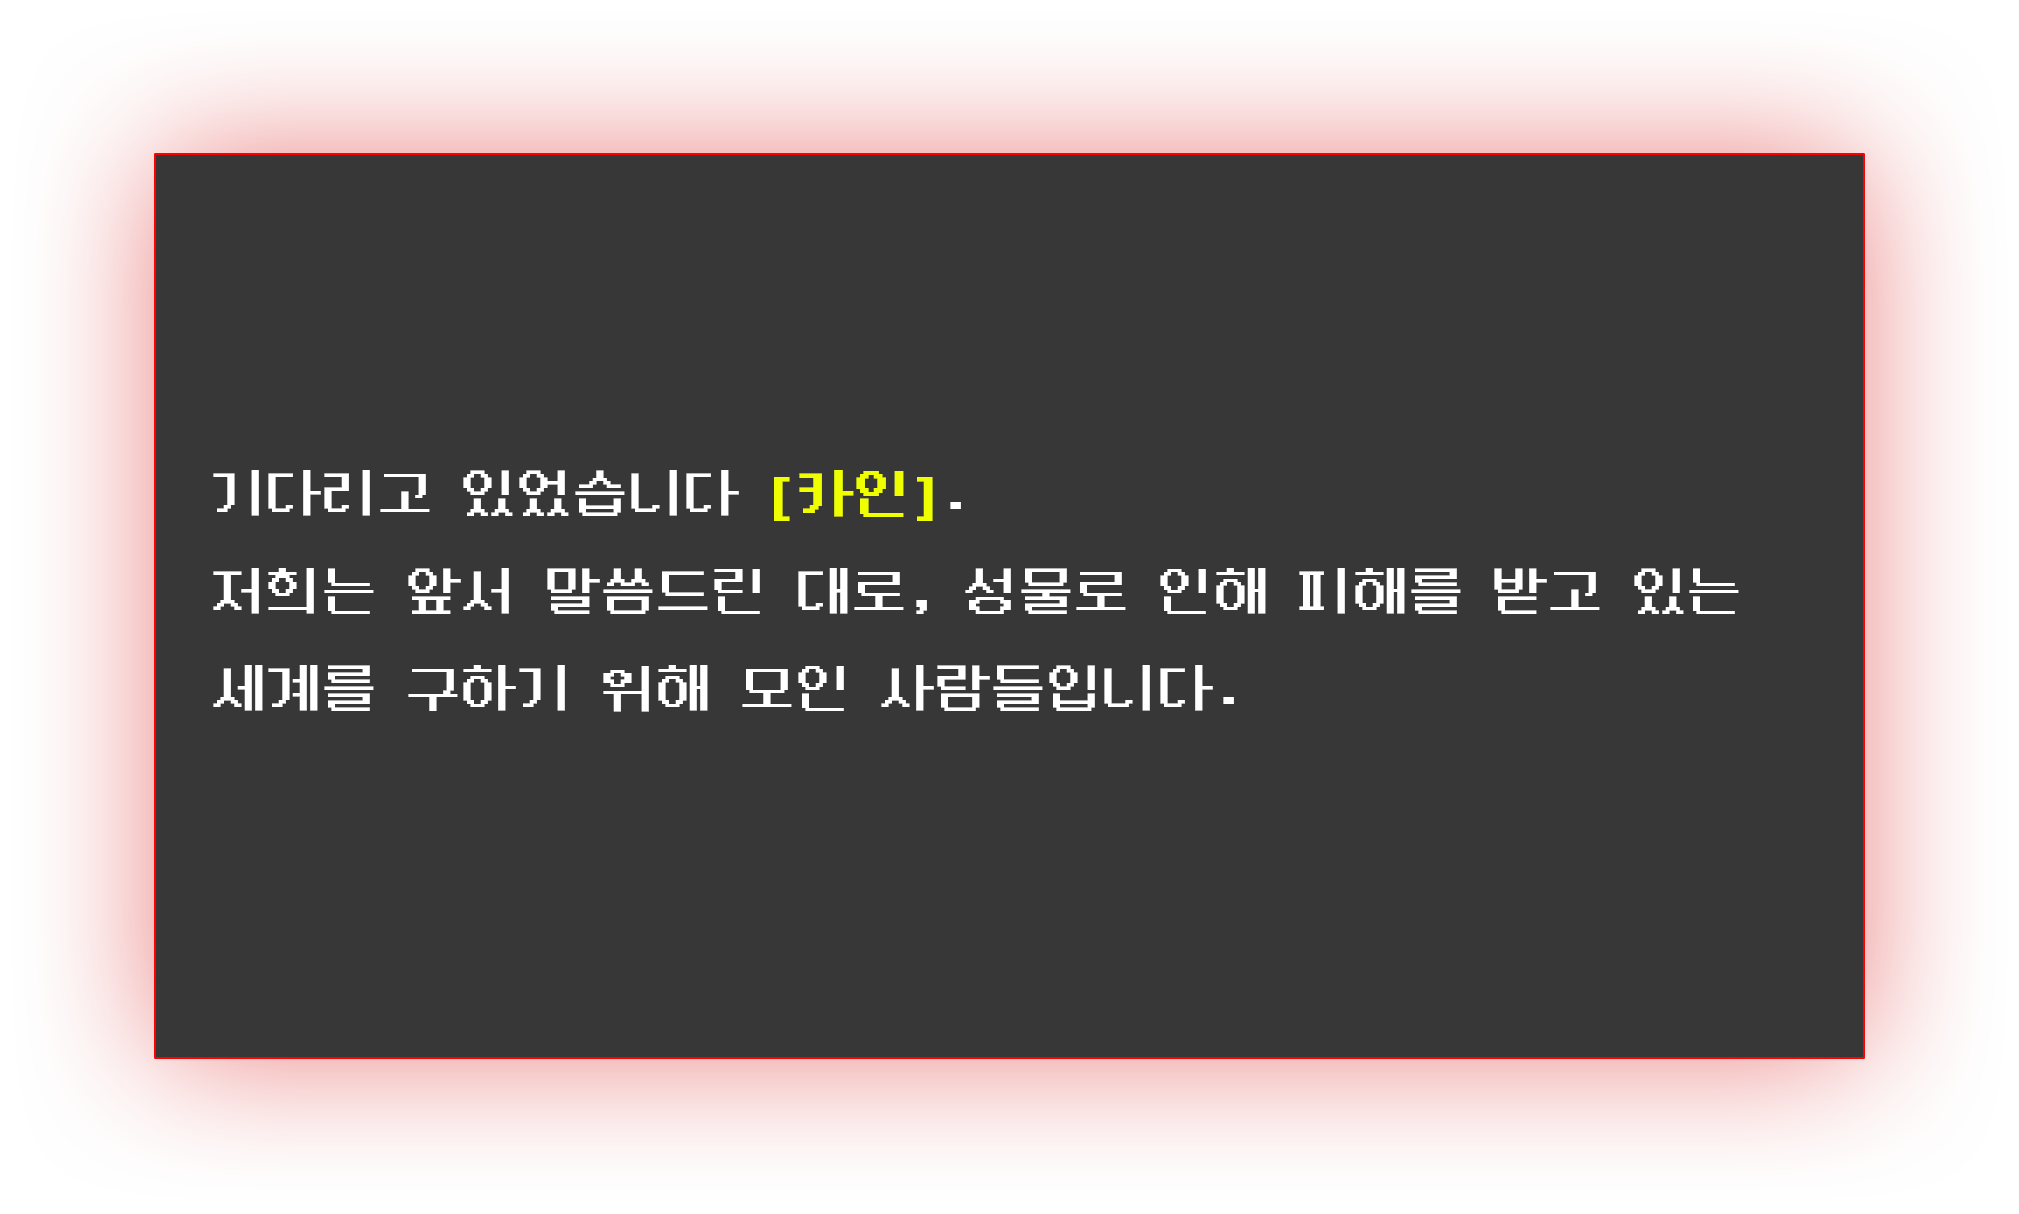 기다리고 있었습니다 [카인].
저희는 앞서 말씀드린 대로, 성물로 인해 피해를 받고 있는
세계를 구하기 위해 모인 사람들입니다.